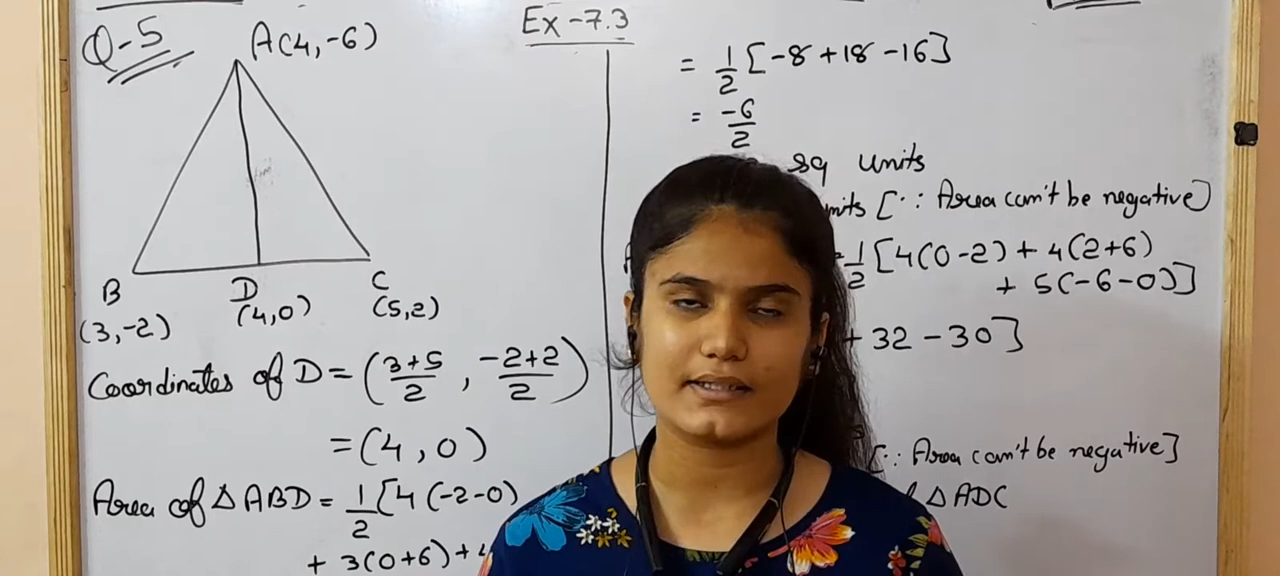 Q-5
A(4,-6)
B
(3,-2)
D
(4,0)
C
(5,2)
Coordinates of D = (3+5/2, -2+2/2)
= (4,0)
Area of △ABD = 1/2 [4(-2-0)
+ 3(0+6)+
Ex-7.3
= 1/2 [-8+18-16]
= -6/2
sq units
[∵ Area can't be negative]
1/2 [4(0-2) + 4(2+6)
+ 5(-6-0)]
+ 32 - 30]
[∵ Area can't be negative]
△ADC